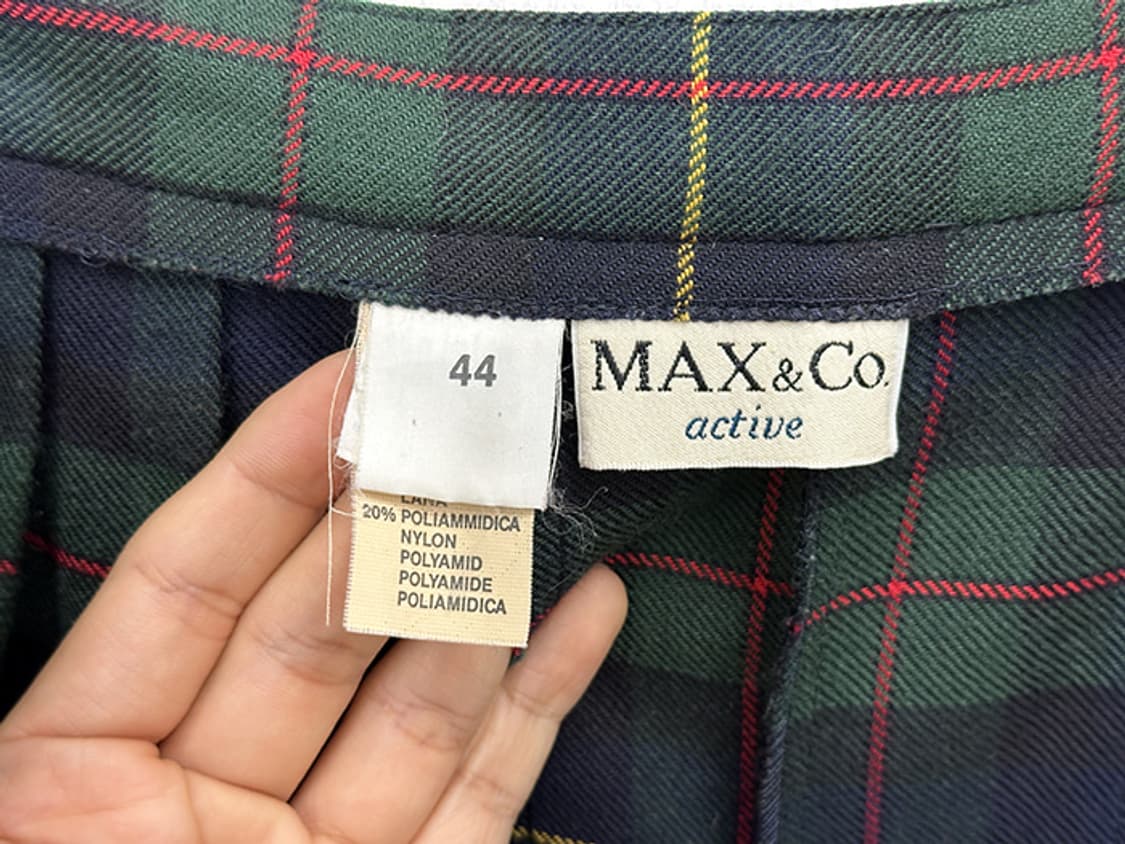 44
LANA
20% POLIAMMIDICA
NYLON
POLYAMID
POLYAMIDE
POLIAMIDICA
MAX&Co.
active